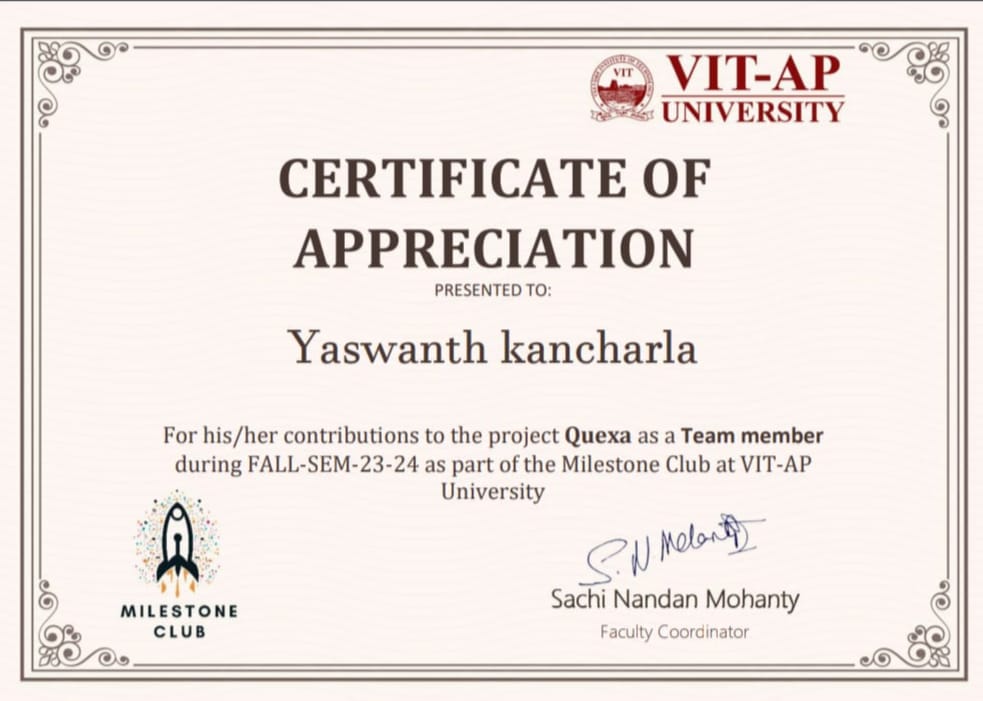 VIT
VIT-AP
UNIVERSITY
CERTIFICATE OF
APPRECIATION
PRESENTED TO:
Yaswanth kancharla
For his/her contributions to the project Quexa as a Team member
during FALL-SEM-23-24 as part of the Milestone Club at VIT-AP
University
S. N Mohanty
Sachi Nandan Mohanty
Faculty Coordinator
MILESTONE
CLUB